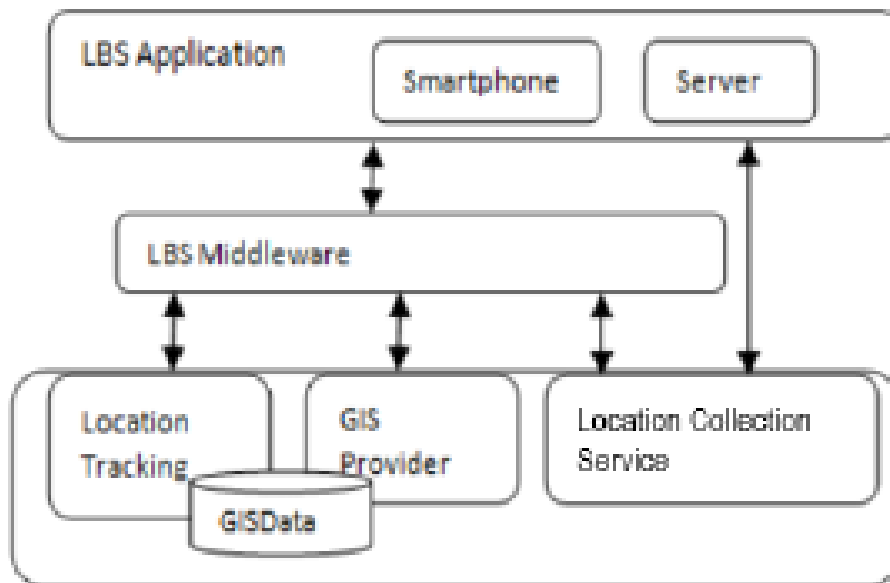 LBS Application
Smartphone
Server
LBS Middleware
Location
Tracking
GIS
Provider
Location Collection
Service
GISData